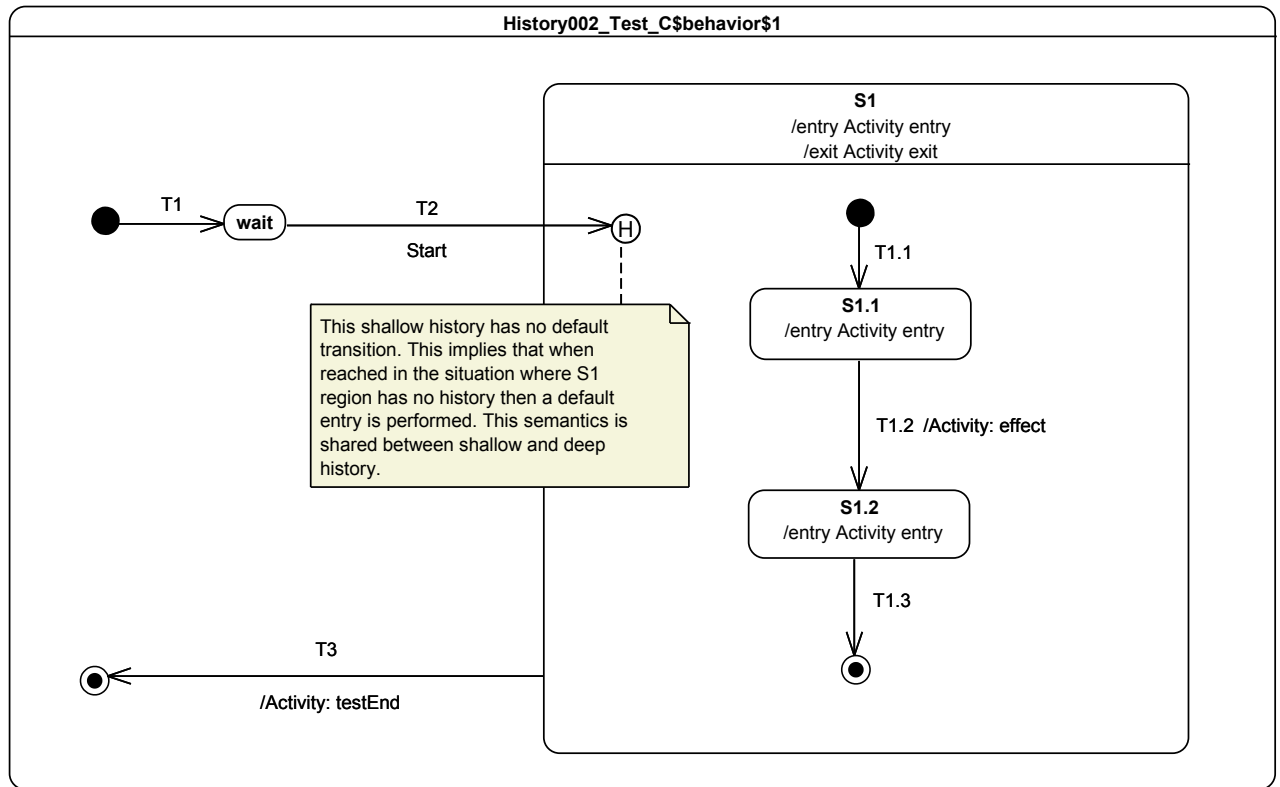 History002_Test_C$behavior$1
S1
/entry Activity entry
/exit Activity exit
T1
wait
T2
Start
H
T1.1
S1.1
/entry Activity entry
This shallow history has no default
transition. This implies that when
reached in the situation where S1
region has no history then a default
entry is performed. This semantics is
shared between shallow and deep
history.
T1.2 /Activity: effect
S1.2
/entry Activity entry
T1.3
T3
/Activity: testEnd